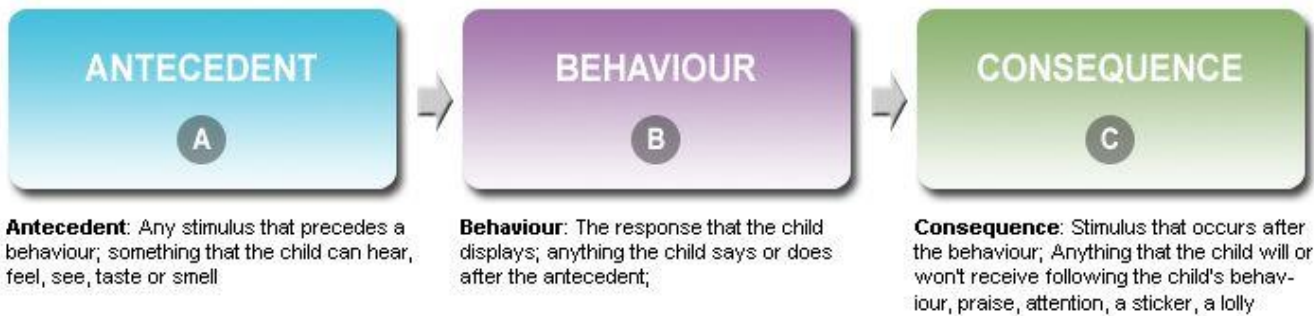 ANTECEDENT
A
BEHAVIOUR
B
CONSEQUENCE
C
Antecedent: Any stimulus that precedes a
behaviour; something that the child can hear,
feel, see, taste or smell
Behaviour: The response that the child
displays; anything the child says or does
after the antecedent;
Consequence: Stimulus that occurs after
the behaviour; Anything that the child will or
won't receive following the child's behav-
iour, praise, attention, a sticker, a lolly